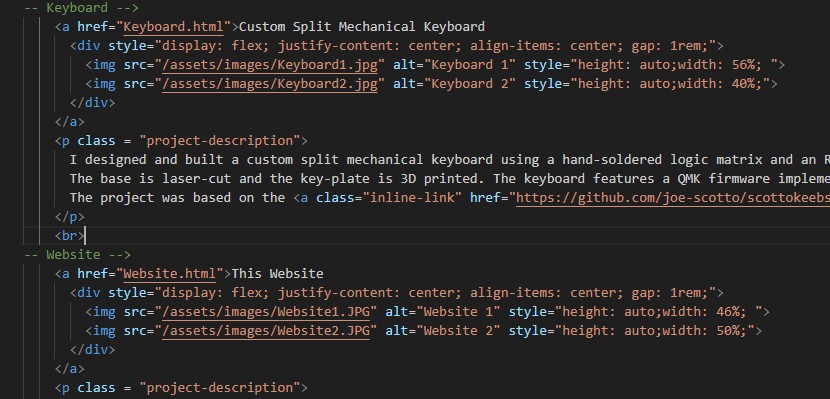 -- Keyboard -->
<a href="Keyboard.html">Custom Split Mechanical Keyboard
<div style="display: flex; justify-content: center; align-items: center; gap: 1rem;">
<img src="/assets/images/Keyboard1.jpg" alt="Keyboard 1" style="height: auto;width: 56%; ">
<img src="/assets/images/Keyboard2.jpg" alt="Keyboard 2" style="height: auto;width: 40%;">
</div>
</a>
<p class = "project-description">
I designed and built a custom split mechanical keyboard using a hand-soldered logic matrix and an
The base is laser-cut and the key-plate is 3D printed. The keyboard features a QMK firmware
The project was based on the <a class="inline-link" href="https://github.com/joe-scotto/scottokeebs
</p>
<br>
-- Website -->
<a href="Website.html">This Website
<div style="display: flex; justify-content: center; align-items: center; gap: 1rem;">
<img src="/assets/images/Website1.JPG" alt="Website 1" style="height: auto;width: 46%; ">
<img src="/assets/images/Website2.JPG" alt="Website 2" style="height: auto;width: 50%;">
</div>
</a>
<p class = "project-description">